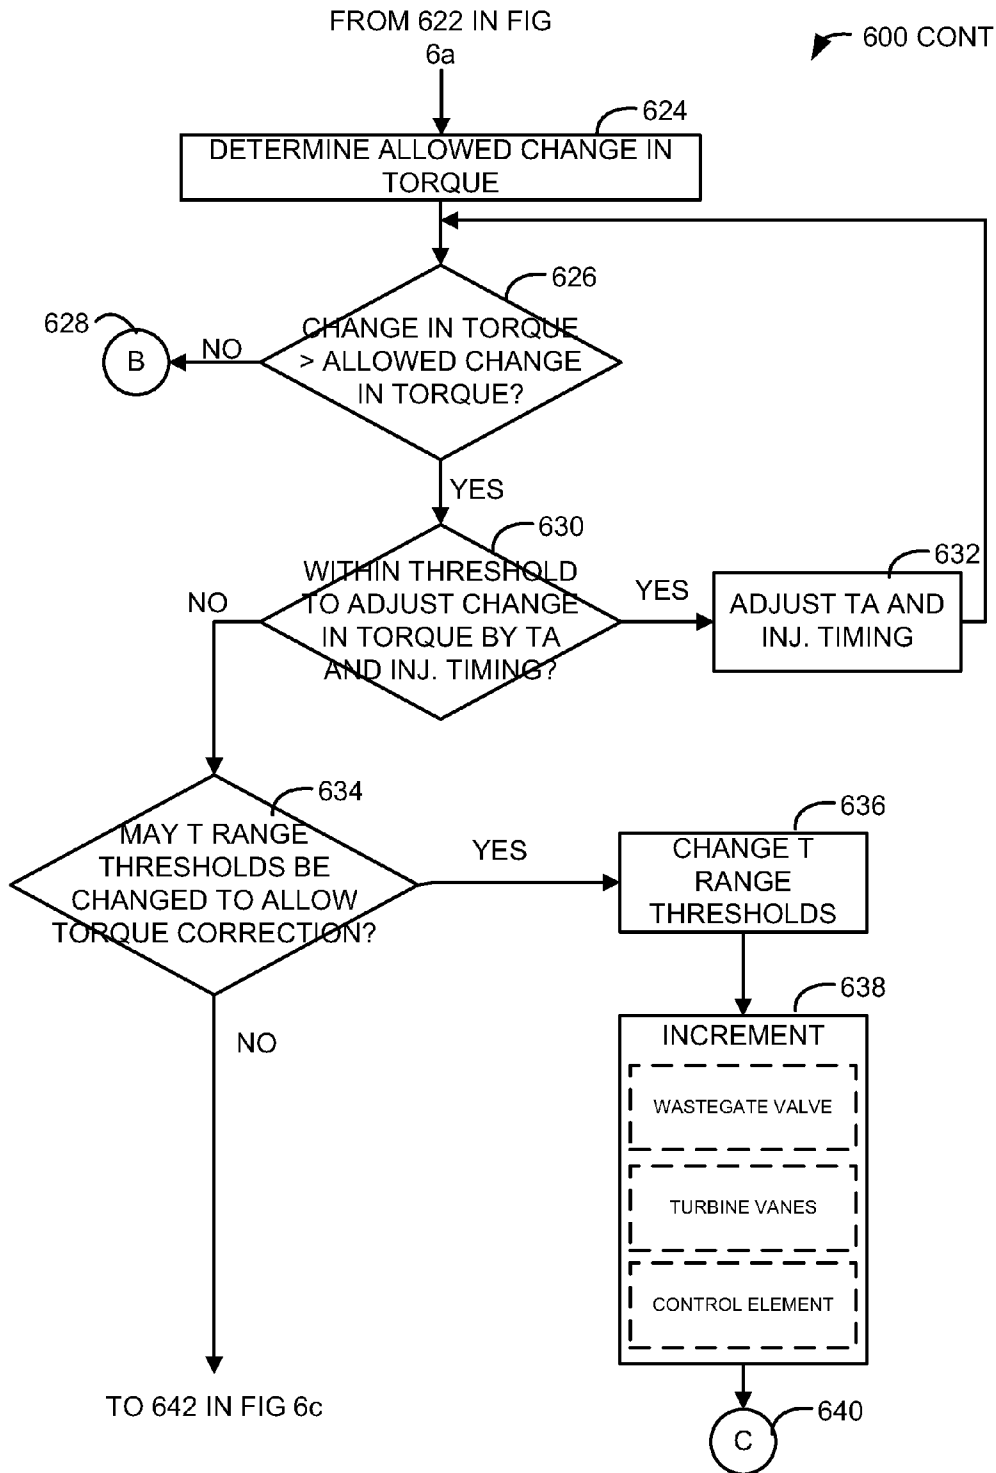 FROM 622 IN FIG
6a
600 CONT
624
DETERMINE ALLOWED CHANGE IN
TORQUE
626
CHANGE IN TORQUE
> ALLOWED CHANGE
IN TORQUE?
628
B
NO
YES
630
WITHIN THRESHOLD
TO ADJUST CHANGE
IN TORQUE BY TA
AND INJ. TIMING?
NO
YES
632
ADJUST TA AND
INJ. TIMING
634
MAY T RANGE
THRESHOLDS BE
CHANGED TO ALLOW
TORQUE CORRECTION?
YES
636
CHANGE T
RANGE
THRESHOLDS
NO
638
INCREMENT
WASTEGATE VALVE
TURBINE VANES
CONTROL ELEMENT
TO 642 IN FIG 6c
640
C